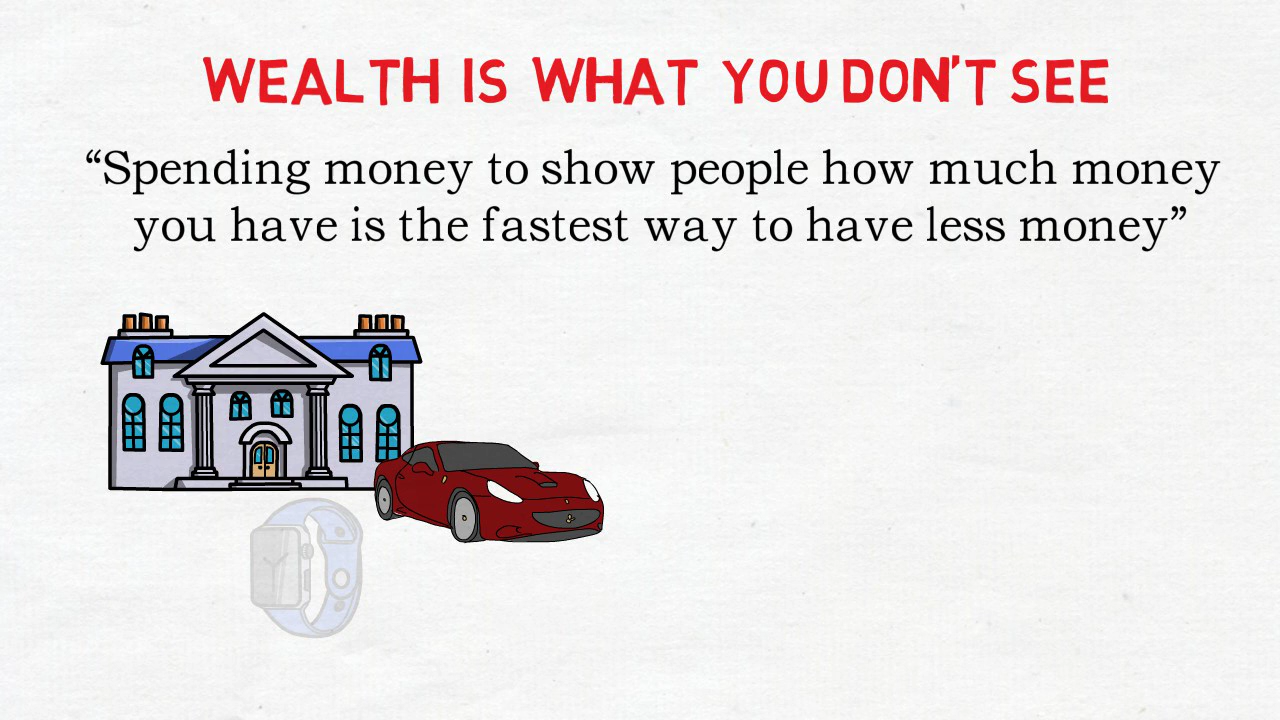 WEALTH IS WHAT YOU DON'T SEE
“Spending money to show people how much money
you have is the fastest way to have less money”